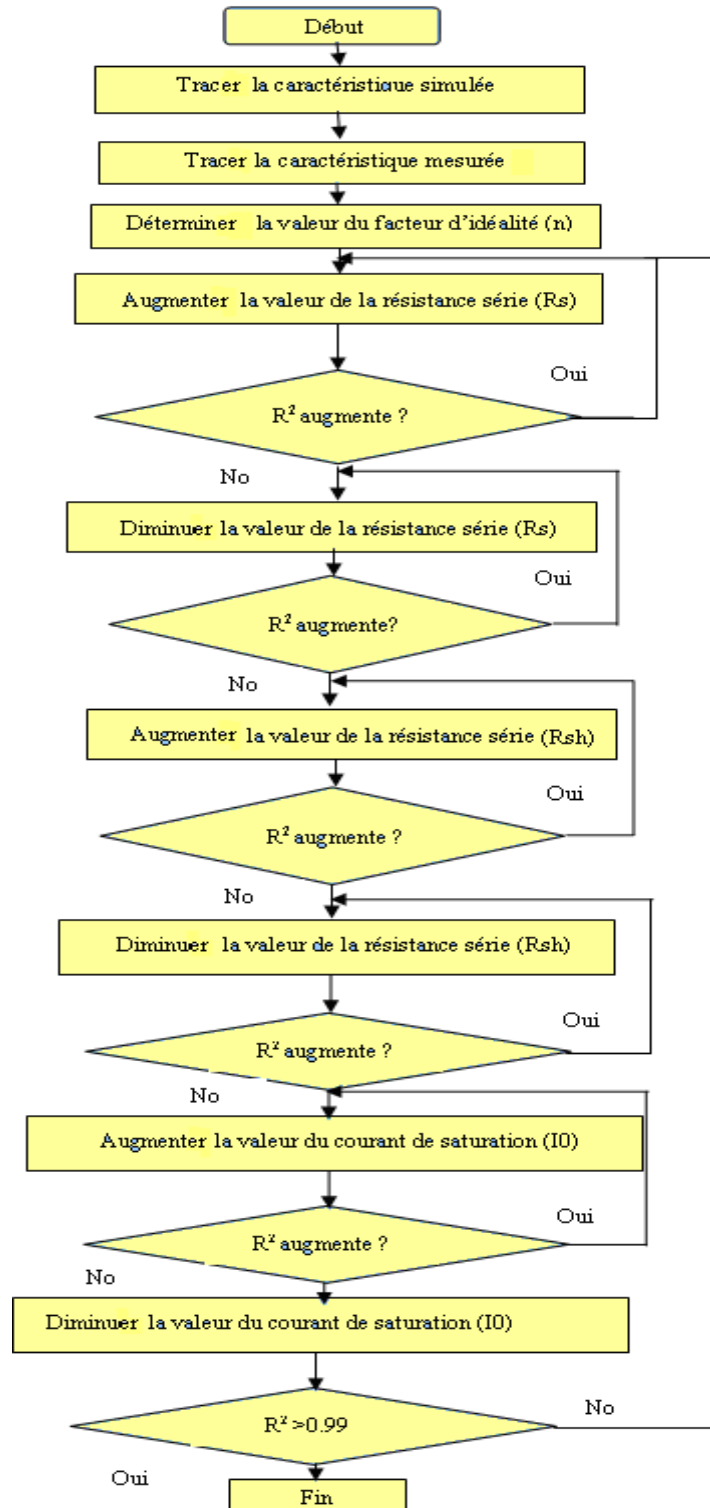 Début
Tracer la caractéristique simulée
Tracer la caractéristique mesurée
Déterminer la valeur du facteur d'idéalité (n)
Augmenter la valeur de la résistance série (Rs)
Oui
R² augmente ?
No
Diminuer la valeur de la résistance série (Rs)
Oui
R² augmente?
No
Augmenter la valeur de la résistance série (Rsh)
Oui
R² augmente ?
No
Diminuer la valeur de la résistance série (Rsh)
Oui
R² augmente ?
No
Augmenter la valeur du courant de saturation (I0)
Oui
R² augmente ?
No
Diminuer la valeur du courant de saturation (I0)
No
R² >0.99
Oui
Fin